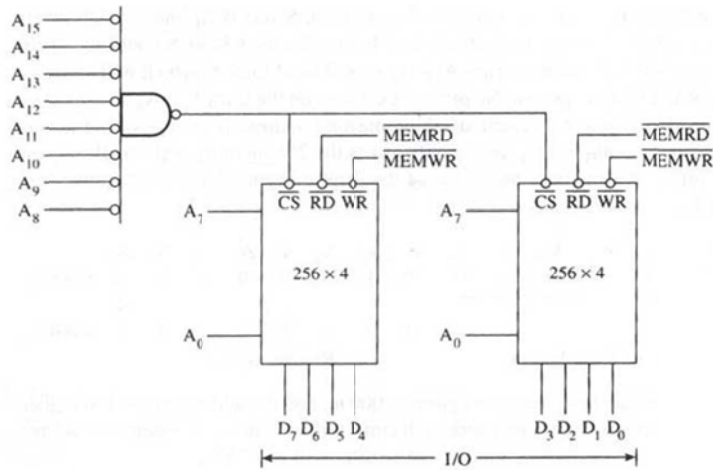 A15
A14
A13
A12
A11
A10
A9
A8
MEMRD
MEMWR
MEMRD
MEMWR
CS RD WR
CS RD WR
A7
256 × 4
A0
A7
256 × 4
A0
D7 D6 D5 D4
D3 D2 D1 D0
I/O